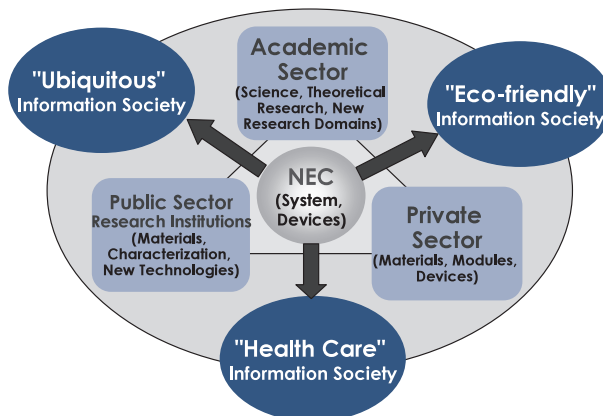 Academic
Sector
(Science, Theoretical
Research, New
Research Domains)
"Ubiquitous"
Information Society
"Eco-friendly"
Information Society
NEC
(System,
Devices)
Public Sector
Research Institutions
(Materials,
Characterization,
New Technologies)
Private
Sector
(Materials, Modules,
Devices)
"Health Care"
Information Society